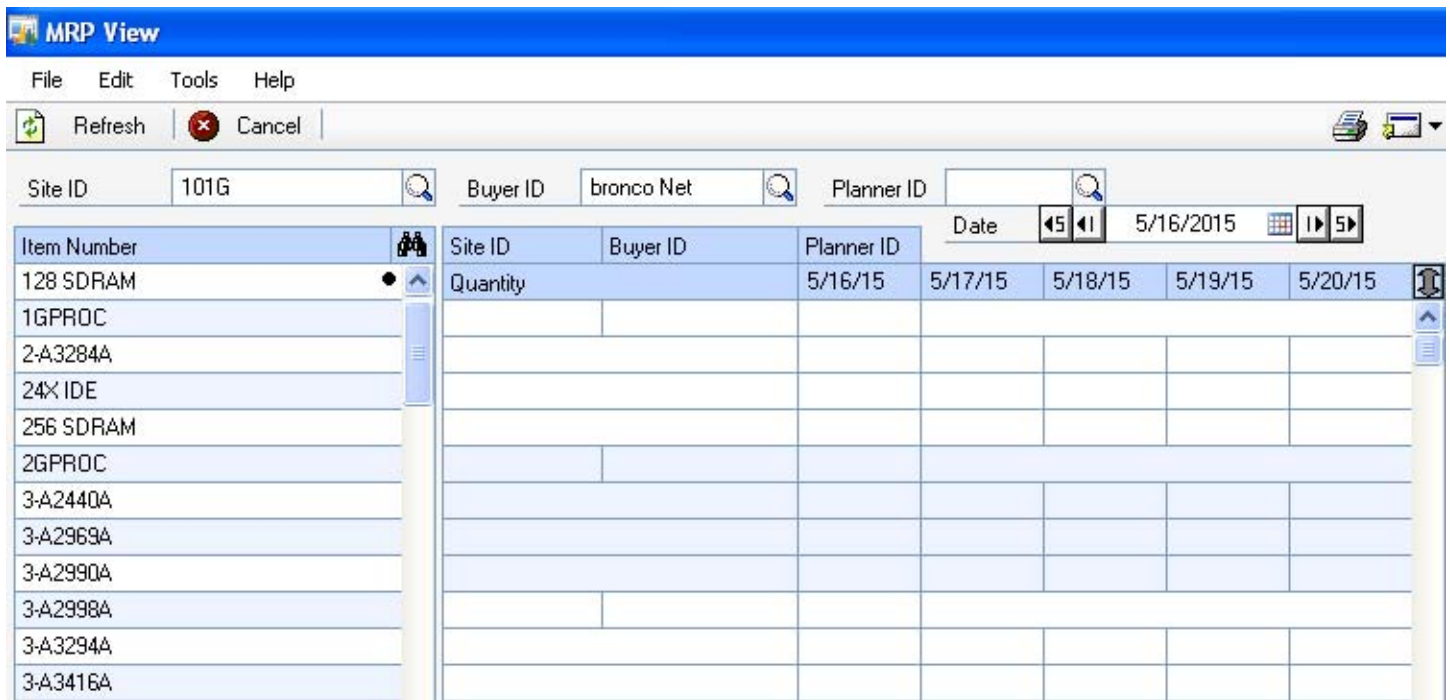 MRP View
File Edit Tools Help
Refresh Cancel
Site ID 101G Buyer ID bronco Net Planner ID
Date 5 I 5/16/2015 I 5
Item Number Site ID Buyer ID Planner ID
128 SDRAM Quantity 5/16/15 5/17/15 5/18/15 5/19/15 5/20/15
1GPROC
2-A3284A
24X IDE
256 SDRAM
2GPROC
3-A2440A
3-A2969A
3-A2990A
3-A2998A
3-A3294A
3-A3416A